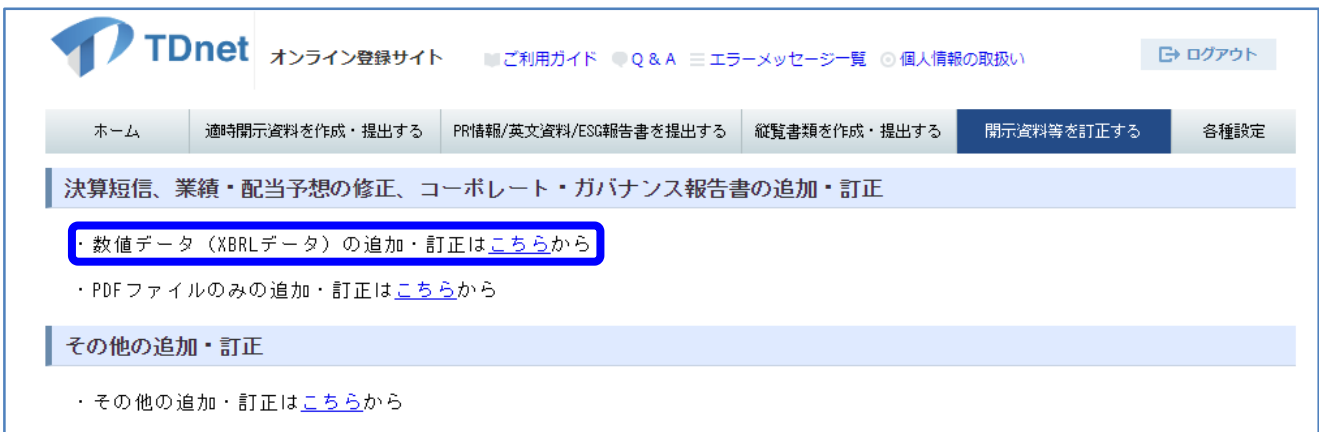 TDnet オンライン登録サイト ご利用ガイド Q & A エラーメッセージ一覧 個人情報の取扱い ログアウト
ホーム 適時開示資料を作成・提出する PR情報/英文資料/ESG報告書を提出する 縦覧書類を作成・提出する 開示資料等を訂正する 各種設定
決算短信、業績・配当予想の修正、コーポレート・ガバナンス報告書の追加・訂正
・数値データ（XBRLデータ）の追加・訂正はこちらから
・PDFファイルのみの追加・訂正はこちらから
その他の追加・訂正
・その他の追加・訂正はこちらから